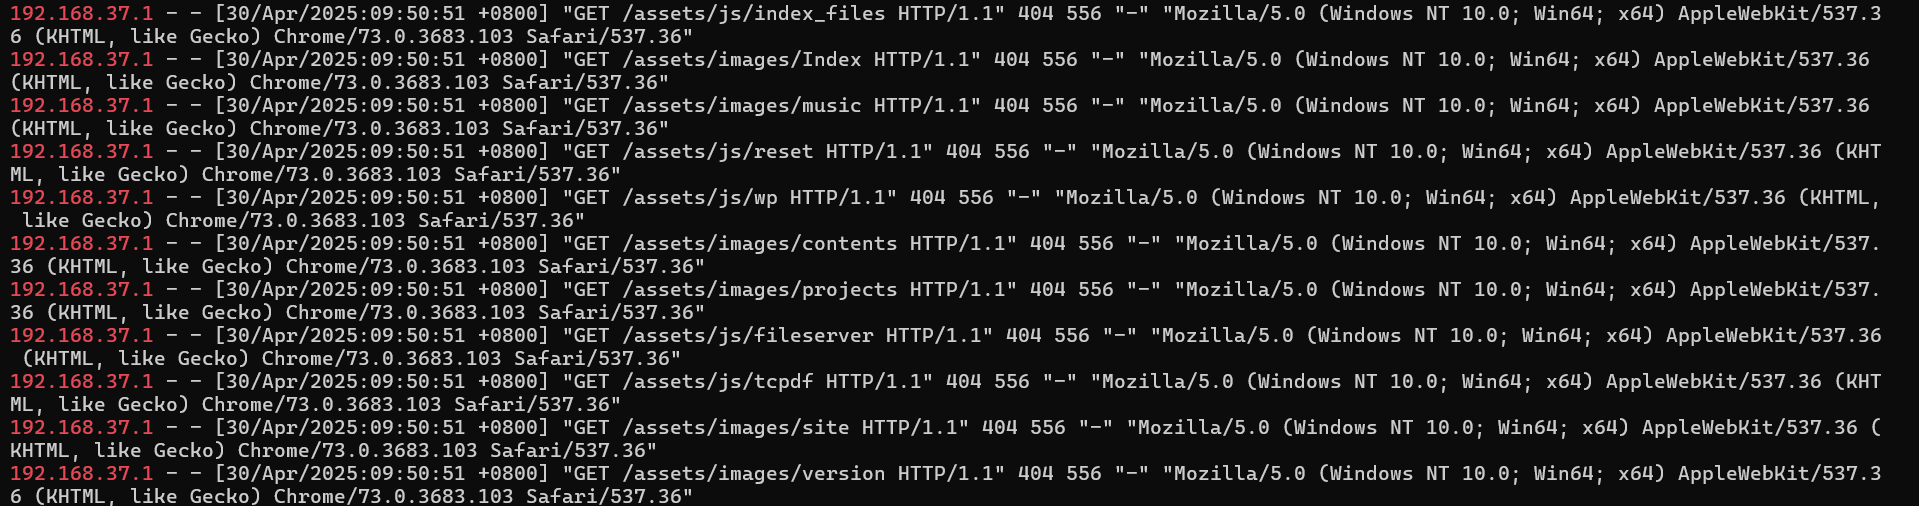 192.168.37.1 - - [30/Apr/2025:09:50:51 +0800] "GET /assets/js/index_files HTTP/1.1" 404 556 "-" "Mozilla/5.0 (Windows NT 10.0; Win64; x64) AppleWebKit/537.3
6 (KHTML, like Gecko) Chrome/73.0.3683.103 Safari/537.36"
192.168.37.1 - - [30/Apr/2025:09:50:51 +0800] "GET /assets/images/Index HTTP/1.1" 404 556 "-" "Mozilla/5.0 (Windows NT 10.0; Win64; x64) AppleWebKit/537.36
(KHTML, like Gecko) Chrome/73.0.3683.103 Safari/537.36"
192.168.37.1 - - [30/Apr/2025:09:50:51 +0800] "GET /assets/images/music HTTP/1.1" 404 556 "-" "Mozilla/5.0 (Windows NT 10.0; Win64; x64) AppleWebKit/537.36
(KHTML, like Gecko) Chrome/73.0.3683.103 Safari/537.36"
192.168.37.1 - - [30/Apr/2025:09:50:51 +0800] "GET /assets/js/reset HTTP/1.1" 404 556 "-" "Mozilla/5.0 (Windows NT 10.0; Win64; x64) AppleWebKit/537.36 (KHT
ML, like Gecko) Chrome/73.0.3683.103 Safari/537.36"
192.168.37.1 - - [30/Apr/2025:09:50:51 +0800] "GET /assets/js/wp HTTP/1.1" 404 556 "-" "Mozilla/5.0 (Windows NT 10.0; Win64; x64) AppleWebKit/537.36 (KHTML,
 like Gecko) Chrome/73.0.3683.103 Safari/537.36"
192.168.37.1 - - [30/Apr/2025:09:50:51 +0800] "GET /assets/images/contents HTTP/1.1" 404 556 "-" "Mozilla/5.0 (Windows NT 10.0; Win64; x64) AppleWebKit/537.
36 (KHTML, like Gecko) Chrome/73.0.3683.103 Safari/537.36"
192.168.37.1 - - [30/Apr/2025:09:50:51 +0800] "GET /assets/images/projects HTTP/1.1" 404 556 "-" "Mozilla/5.0 (Windows NT 10.0; Win64; x64) AppleWebKit/537.
36 (KHTML, like Gecko) Chrome/73.0.3683.103 Safari/537.36"
192.168.37.1 - - [30/Apr/2025:09:50:51 +0800] "GET /assets/js/fileserver HTTP/1.1" 404 556 "-" "Mozilla/5.0 (Windows NT 10.0; Win64; x64) AppleWebKit/537.36
 (KHTML, like Gecko) Chrome/73.0.3683.103 Safari/537.36"
192.168.37.1 - - [30/Apr/2025:09:50:51 +0800] "GET /assets/js/tcpdf HTTP/1.1" 404 556 "-" "Mozilla/5.0 (Windows NT 10.0; Win64; x64) AppleWebKit/537.36 (KHT
ML, like Gecko) Chrome/73.0.3683.103 Safari/537.36"
192.168.37.1 - - [30/Apr/2025:09:50:51 +0800] "GET /assets/images/site HTTP/1.1" 404 556 "-" "Mozilla/5.0 (Windows NT 10.0; Win64; x64) AppleWebKit/537.36 (
KHTML, like Gecko) Chrome/73.0.3683.103 Safari/537.36"
192.168.37.1 - - [30/Apr/2025:09:50:51 +0800] "GET /assets/images/version HTTP/1.1" 404 556 "-" "Mozilla/5.0 (Windows NT 10.0; Win64; x64) AppleWebKit/537.3
6 (KHTML, like Gecko) Chrome/73.0.3683.103 Safari/537.36"